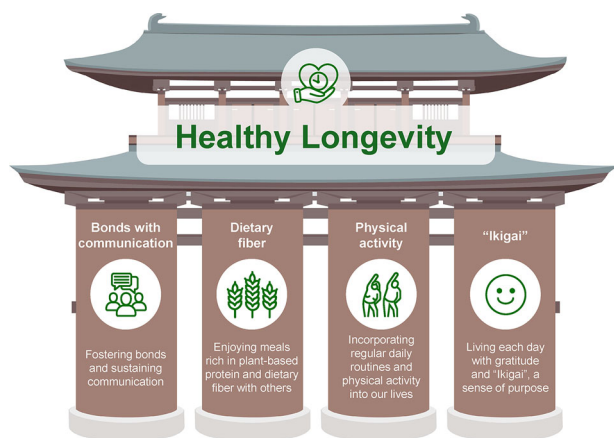 Healthy Longevity
Bonds with
communication
Fostering bonds
and sustaining
communication
Dietary
fiber
Enjoying meals
rich in plant-based
protein and dietary
fiber with others
Physical
activity
Incorporating
regular daily
routines and
physical activity
into our lives
“Ikigai”
Living each day
with gratitude
and “Ikigai”, a
sense of purpose